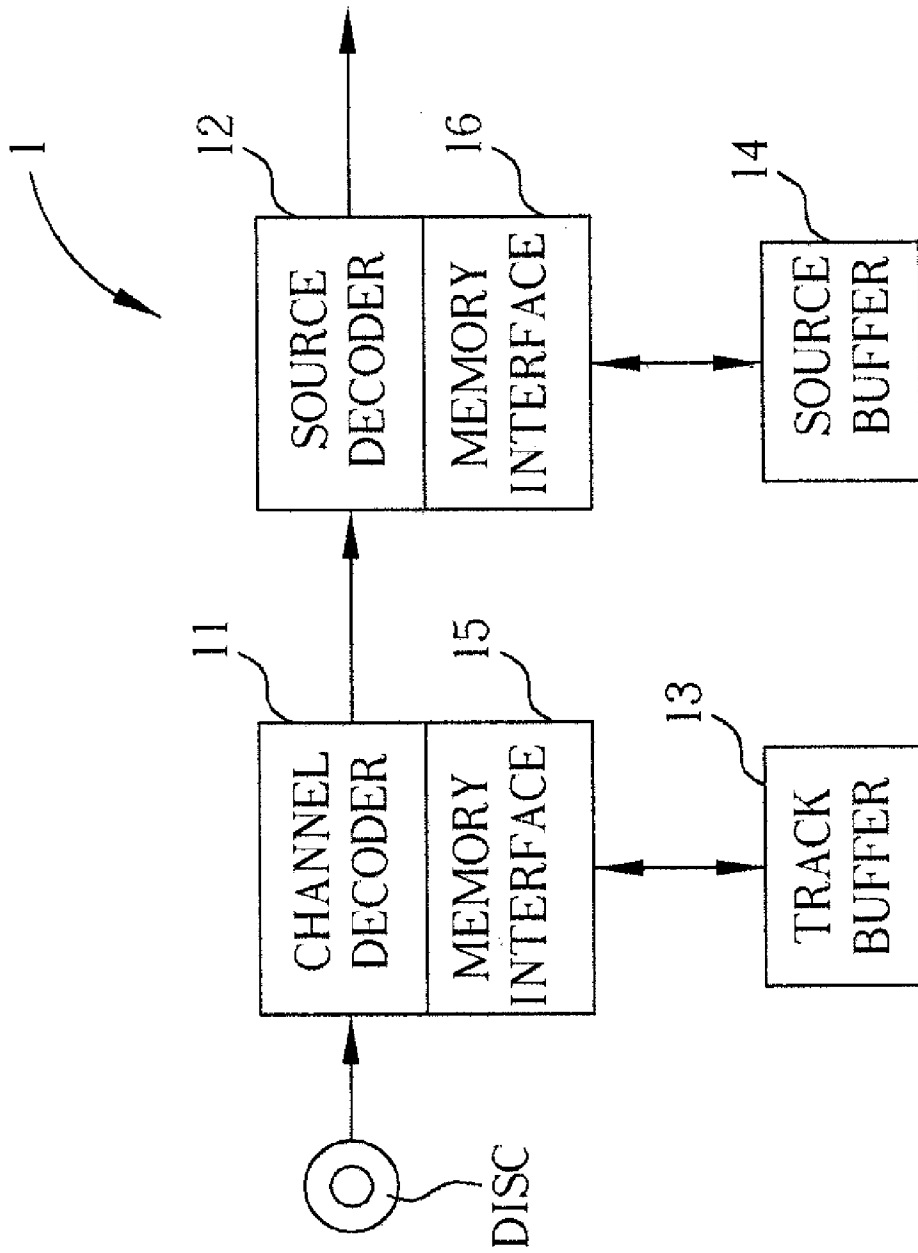 1
11
12
CHANNEL
DECODER
SOURCE
DECODER
15
16
MEMORY
INTERFACE
MEMORY
INTERFACE
DISC
13
14
TRACK
BUFFER
SOURCE
BUFFER